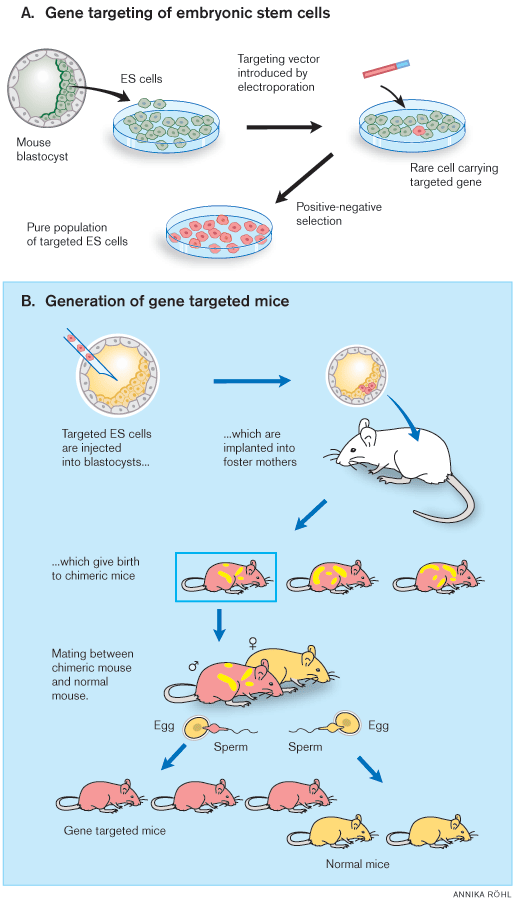 A. Gene targeting of embryonic stem cells
ES cells
Targeting vector
introduced by
electroporation
Mouse
blastocyst
Rare cell carrying
targeted gene
Positive-negative
selection
Pure population
of targeted ES cells
B. Generation of gene targeted mice
Targeted ES cells
are injected
into blastocysts...
...which are
implanted into
foster mothers
...which give birth
to chimeric mice
Mating between
chimeric mouse
and normal
mouse.
♀
♂
Egg
Sperm
Sperm
Egg
Gene targeted mice
Normal mice
ANNIKA RÖHL